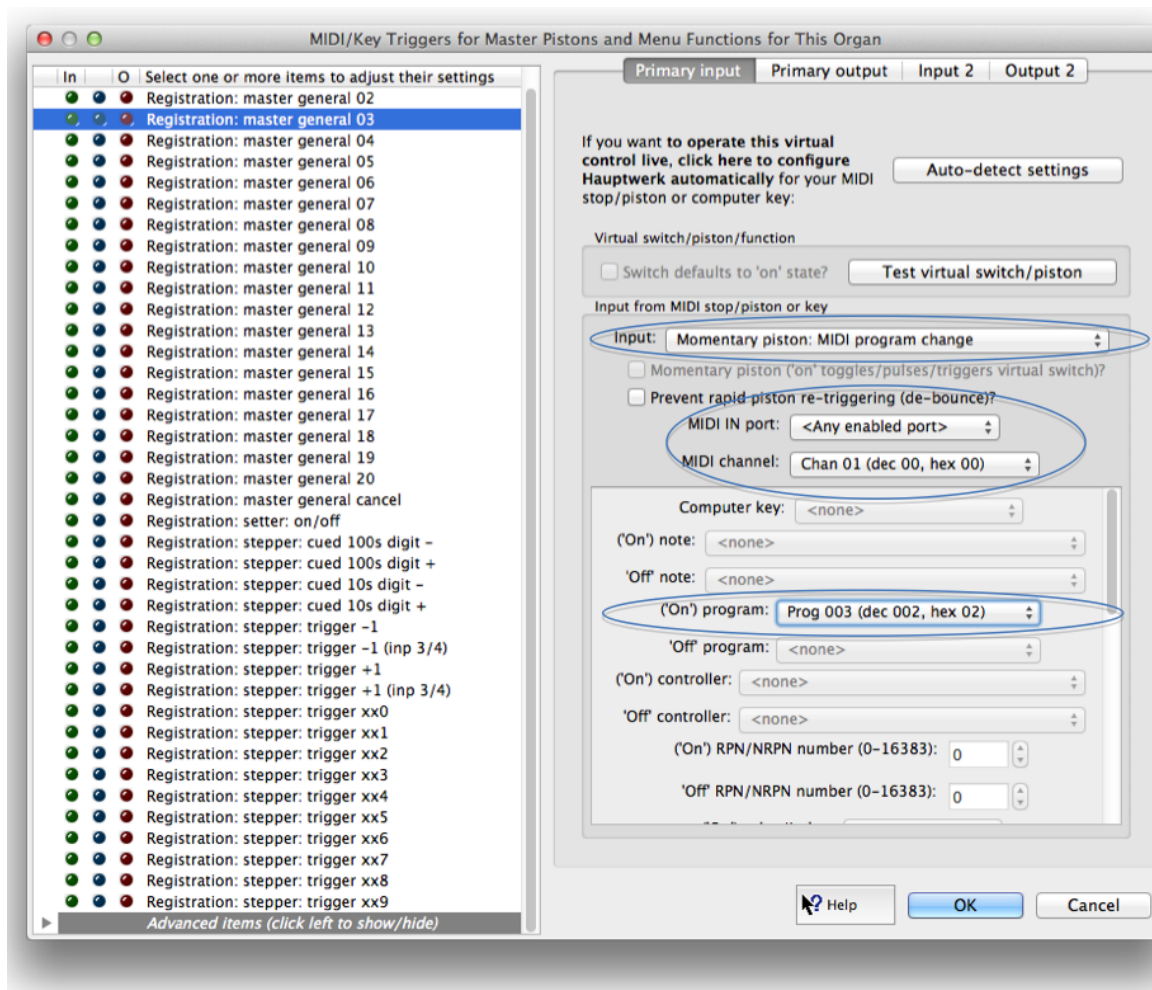 MIDI/Key Triggers for Master Pistons and Menu Functions for This Organ
In O Select one or more items to adjust their settings
Registration: master general 02
Registration: master general 03
Registration: master general 04
Registration: master general 05
Registration: master general 06
Registration: master general 07
Registration: master general 08
Registration: master general 09
Registration: master general 10
Registration: master general 11
Registration: master general 12
Registration: master general 13
Registration: master general 14
Registration: master general 15
Registration: master general 16
Registration: master general 17
Registration: master general 18
Registration: master general 19
Registration: master general 20
Registration: master general cancel
Registration: setter: on/off
Registration: stepper: cued 100s digit -
Registration: stepper: cued 100s digit +
Registration: stepper: cued 10s digit -
Registration: stepper: cued 10s digit +
Registration: stepper: trigger -1
Registration: stepper: trigger -1 (inp 3/4)
Registration: stepper: trigger +1
Registration: stepper: trigger +1 (inp 3/4)
Registration: stepper: trigger xx0
Registration: stepper: trigger xx1
Registration: stepper: trigger xx2
Registration: stepper: trigger xx3
Registration: stepper: trigger xx4
Registration: stepper: trigger xx5
Registration: stepper: trigger xx6
Registration: stepper: trigger xx7
Registration: stepper: trigger xx8
Registration: stepper: trigger xx9
Advanced items (click left to show/hide)
Primary input Primary output Input 2 Output 2
If you want to operate this virtual
control live, click here to configure
Hauptwerk automatically for your MIDI
stop/piston or computer key:
Auto-detect settings
Virtual switch/piston/function
Switch defaults to 'on' state? Test virtual switch/piston
Input from MIDI stop/piston or key
Input: Momentary piston: MIDI program change
Momentary piston ('on' toggles/pulses/triggers virtual switch)?
Prevent rapid piston re-triggering (de-bounce)?
MIDI IN port: <Any enabled port>
MIDI channel: Chan 01 (dec 00, hex 00)
Computer key: <none>
('On') note: <none>
'Off' note: <none>
('On') program: Prog 003 (dec 002, hex 02)
'Off' program: <none>
('On') controller: <none>
'Off' controller: <none>
('On') RPN/NRPN number (0-16383): 0
'Off' RPN/NRPN number (0-16383): 0
Help OK Cancel